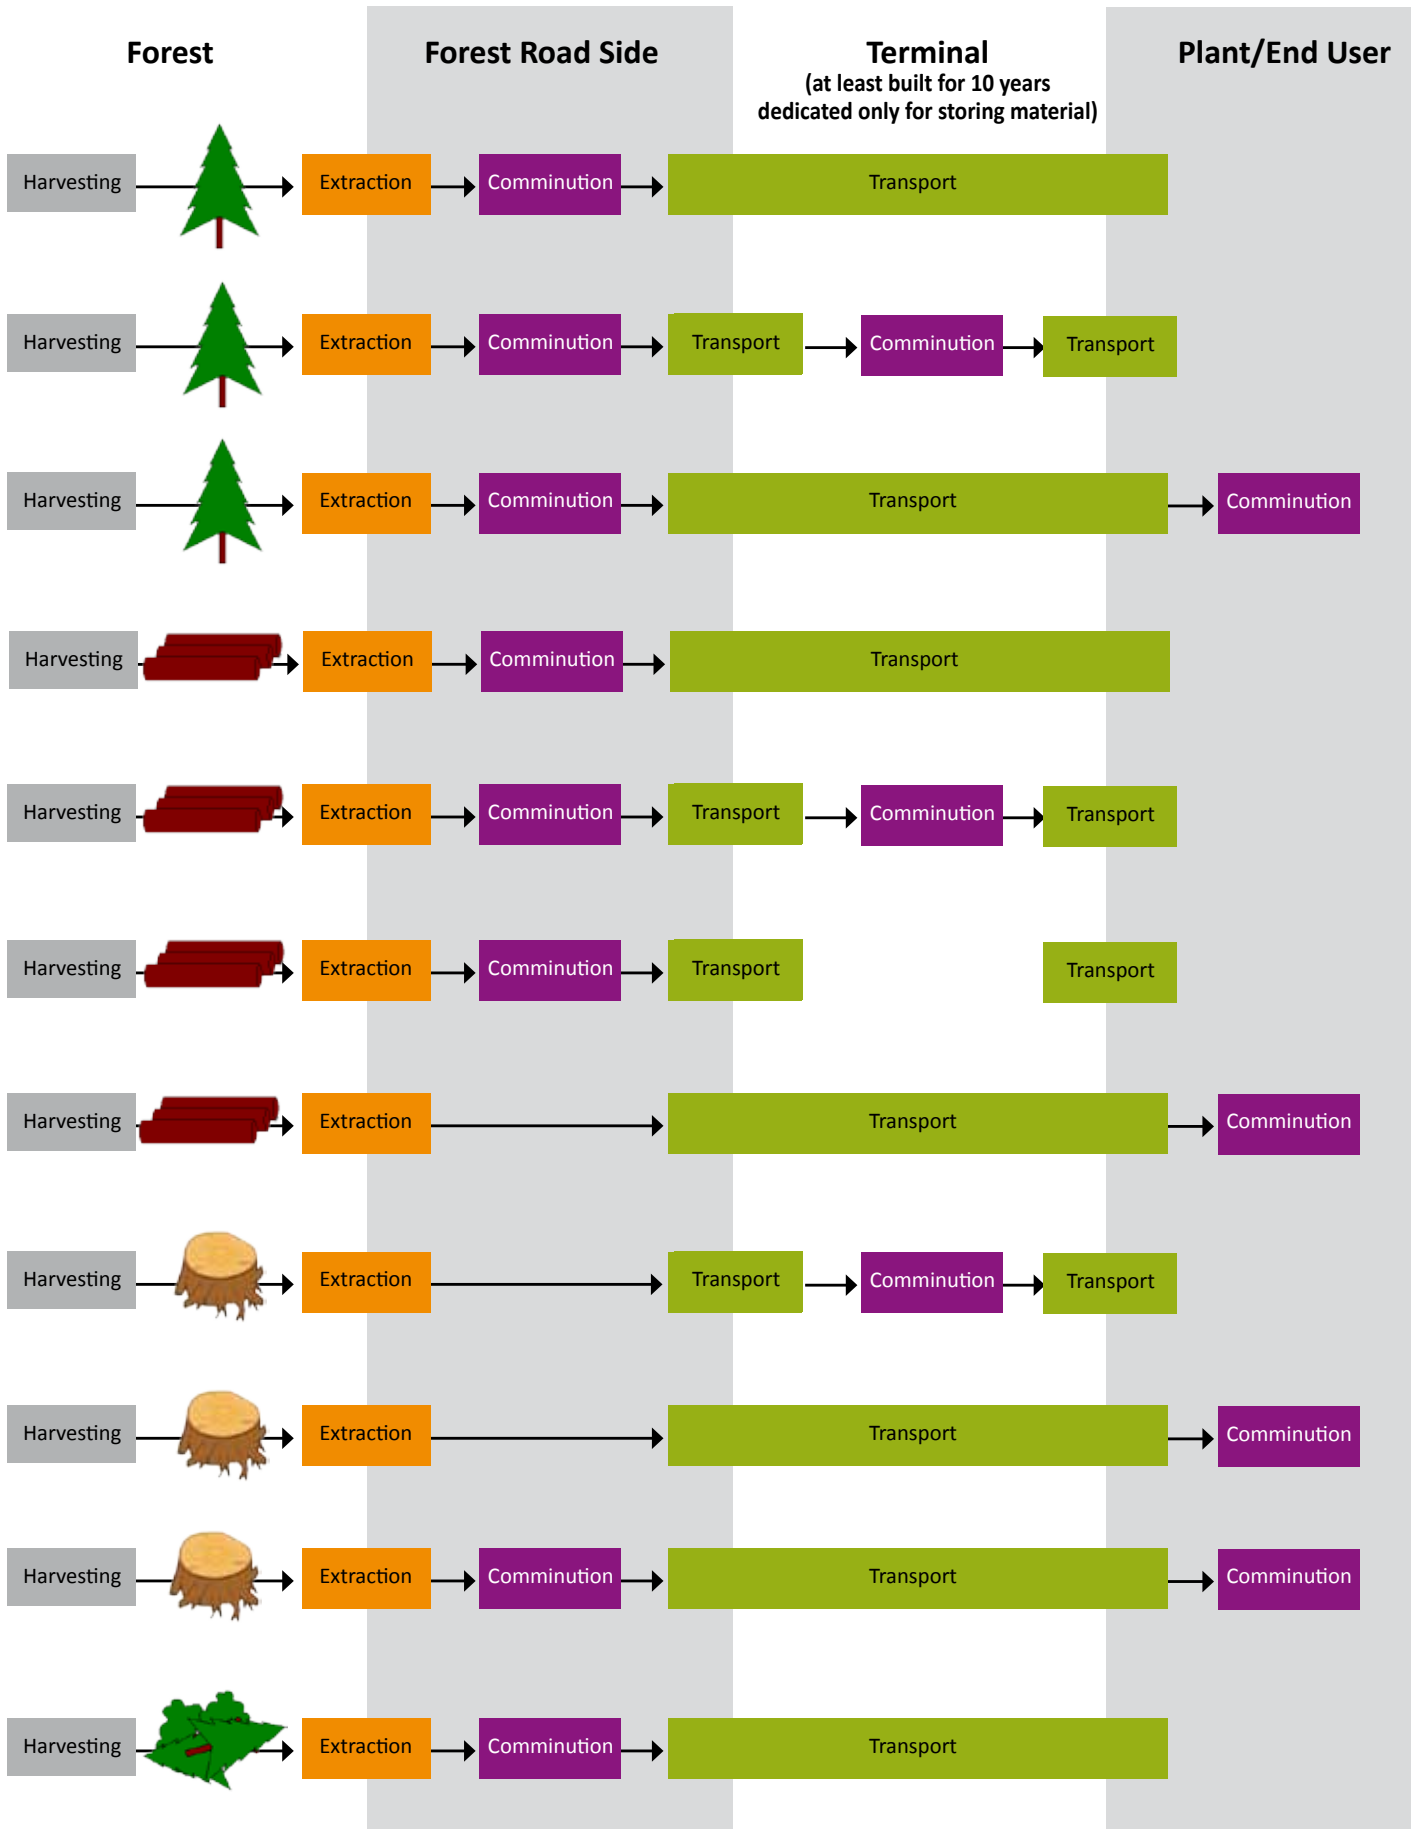 Forest
Forest Road Side
Terminal
(at least built for 10 years
dedicated only for storing material)
Plant/End User
Harvesting Extraction Comminution Transport
Harvesting Extraction Comminution Transport Comminution Transport
Harvesting Extraction Comminution Transport Comminution
Harvesting Extraction Comminution Transport
Harvesting Extraction Comminution Transport Comminution Transport
Harvesting Extraction Comminution Transport Transport
Harvesting Extraction Transport Comminution
Harvesting Extraction Transport Comminution Transport
Harvesting Extraction Transport Comminution
Harvesting Extraction Comminution Transport Comminution
Harvesting Extraction Comminution Transport